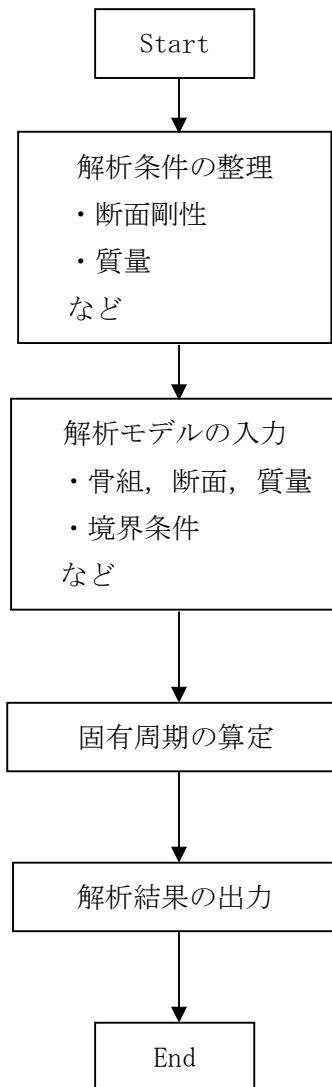 Start
解析条件の整理
・断面剛性
・質量
など
解析モデルの入力
・骨組，断面，質量
・境界条件
など
固有周期の算定
解析結果の出力
End